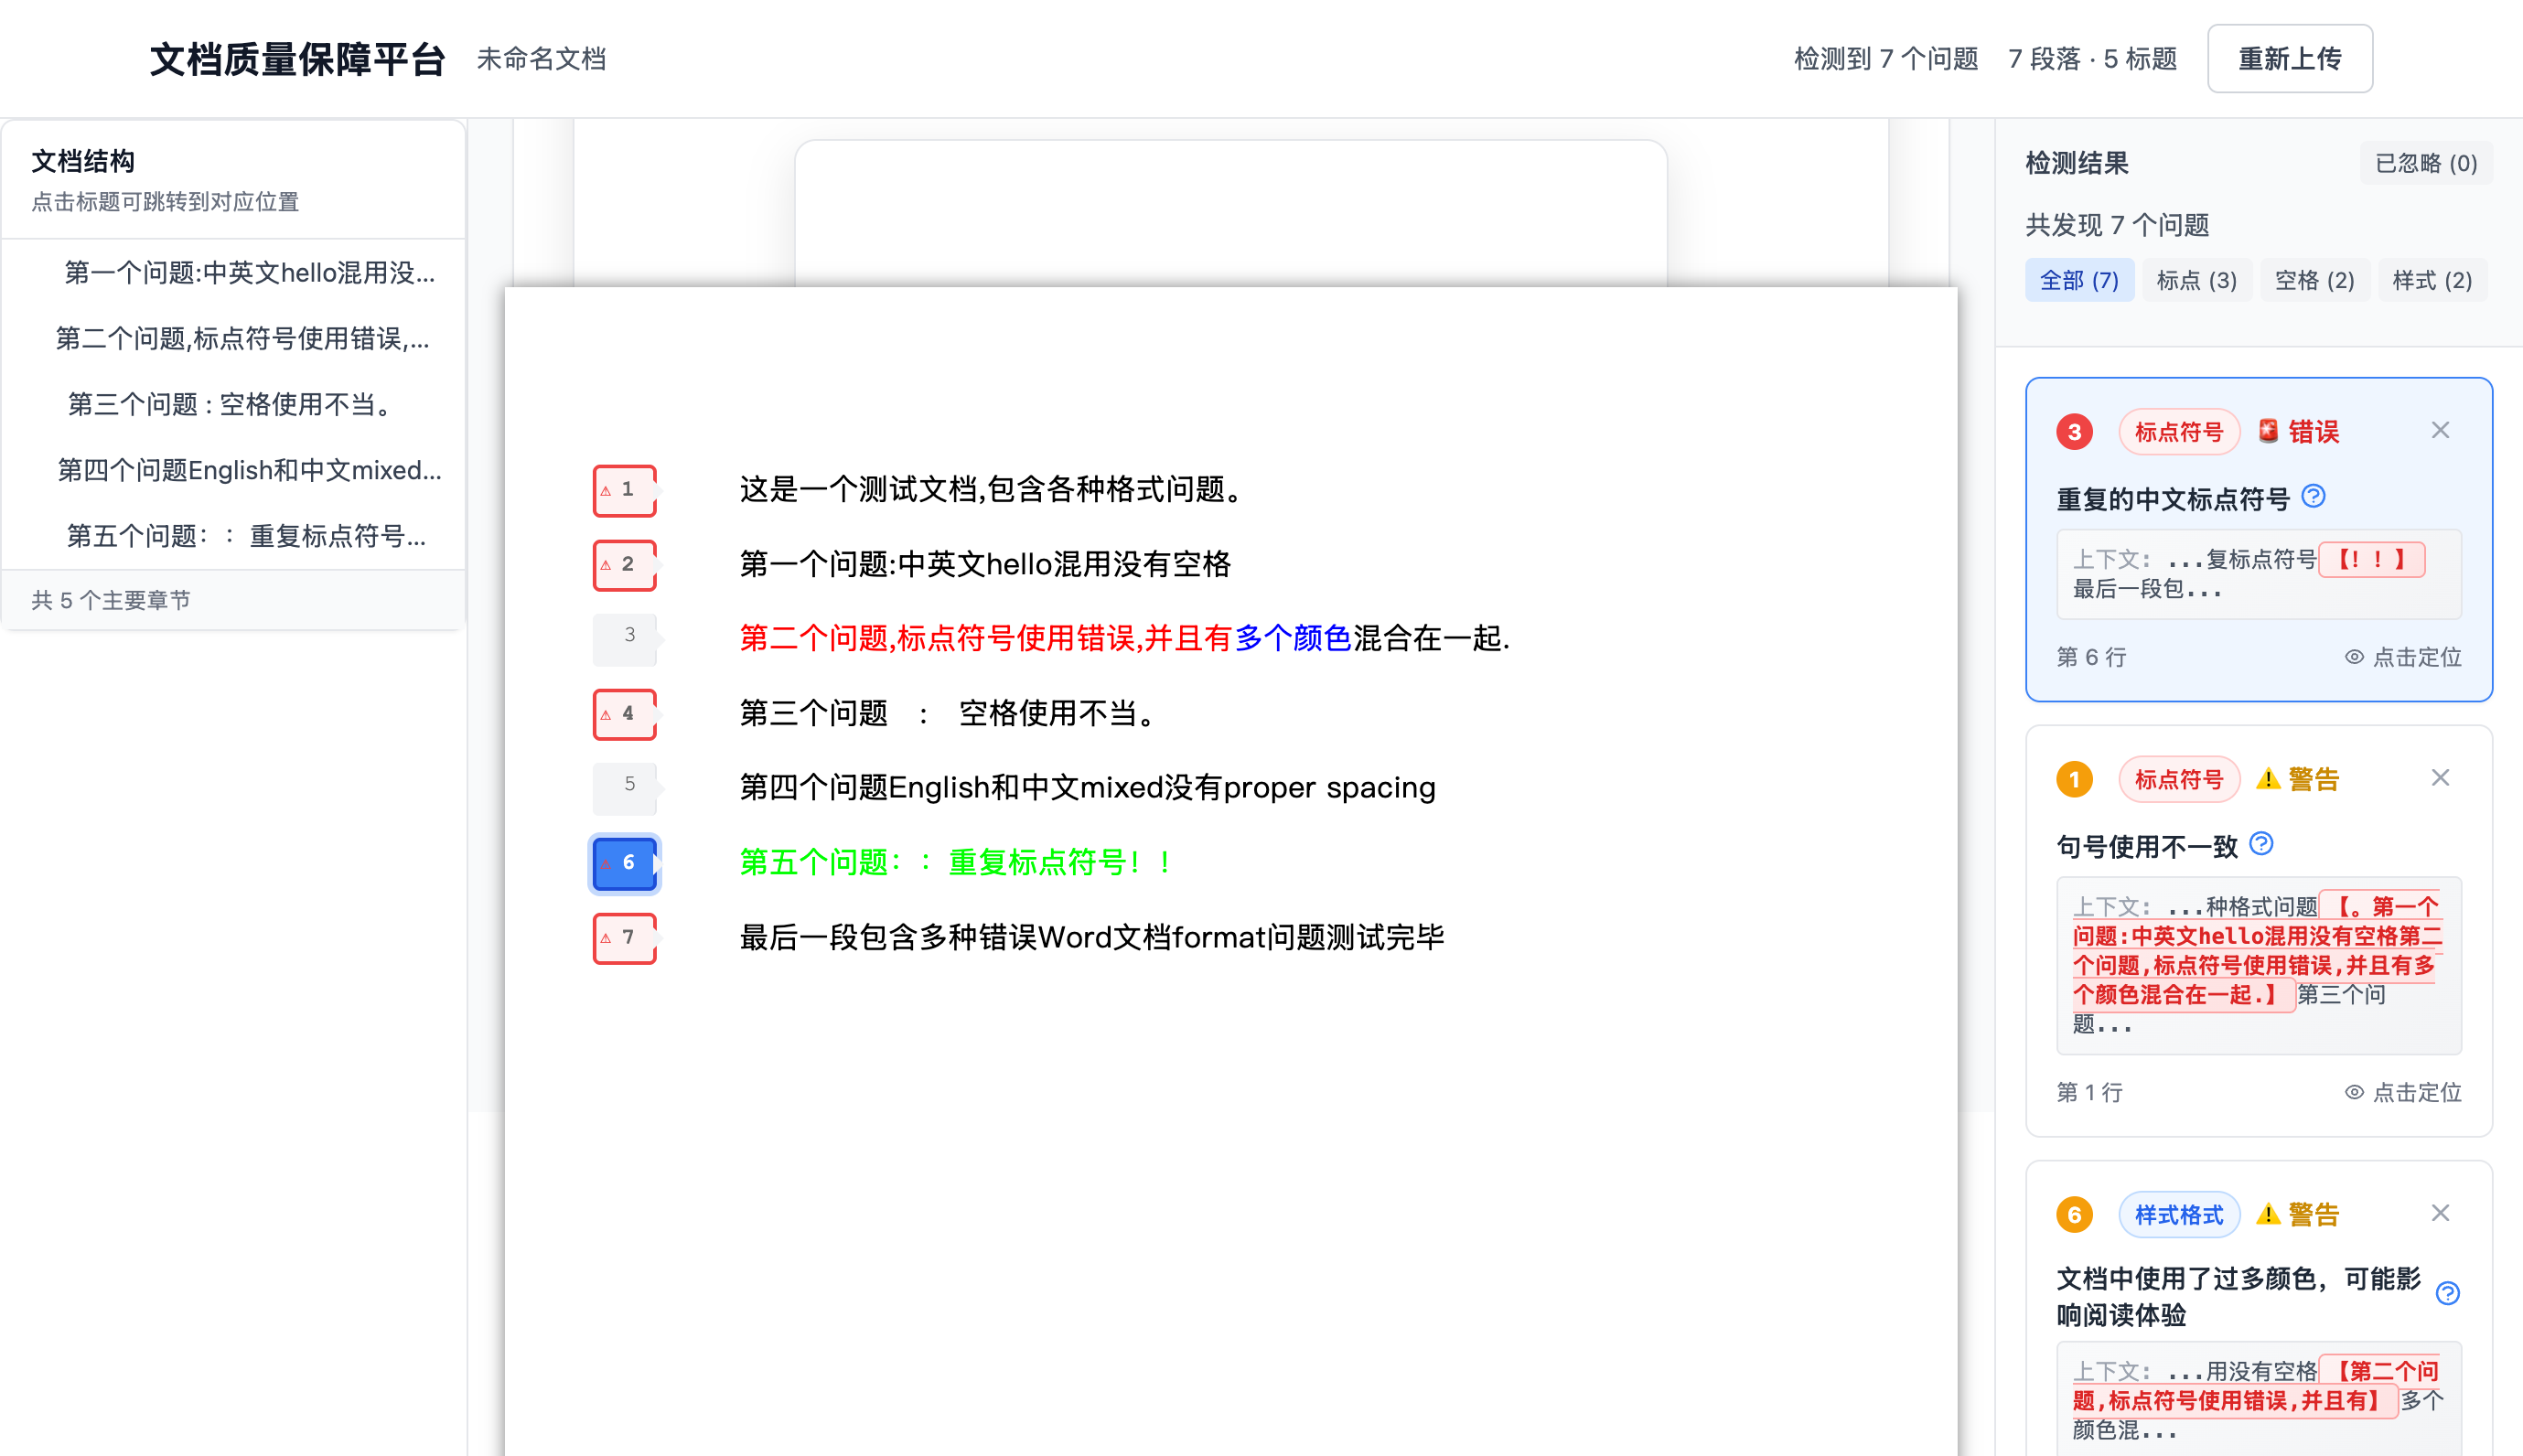 文档质量保障平台 未命名文档 检测到 7 个问题 7 段落 · 5 标题 重新上传
文档结构
点击标题可跳转到对应位置
第一个问题:中英文hello混用没...
第二个问题,标点符号使用错误,...
第三个问题 : 空格使用不当。
第四个问题English和中文mixed...
第五个问题：：重复标点符号...
共 5 个主要章节
1 这是一个测试文档,包含各种格式问题。
2 第一个问题:中英文hello混用没有空格
3 第二个问题,标点符号使用错误,并且有多个颜色混合在一起.
4 第三个问题 : 空格使用不当。
5 第四个问题English和中文mixed没有proper spacing
6 第五个问题：：重复标点符号！！
7 最后一段包含多种错误Word文档format问题测试完毕
检测结果 已忽略 (0)
共发现 7 个问题
全部 (7) 标点 (3) 空格 (2) 样式 (2)
3 标点符号 错误
重复的中文标点符号
上下文: ...复标点符号【！！】
最后一段包...
第 6 行 点击定位
1 标点符号 警告
句号使用不一致
上下文: ...种格式问题【。第一个
问题:中英文hello混用没有空格第二
个问题,标点符号使用错误,并且有多
个颜色混合在一起.】第三个问
题...
第 1 行 点击定位
6 样式格式 警告
文档中使用了过多颜色，可能影
响阅读体验
上下文: ...用没有空格【第二个问
题,标点符号使用错误,并且有】多个
颜色混...